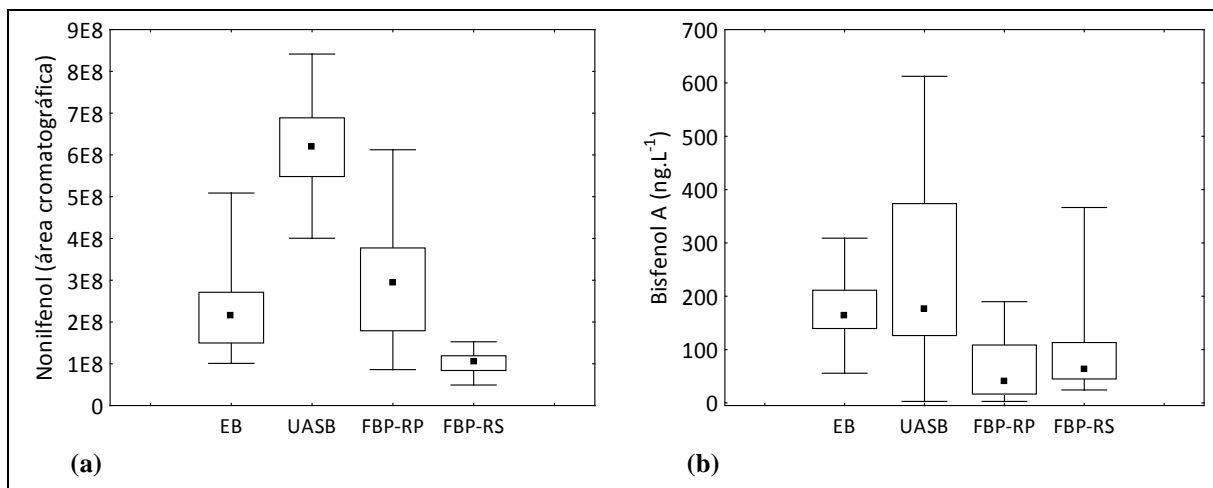 Nonilfenol (área cromatográfica)
9E8
8E8
7E8
6E8
5E8
4E8
3E8
2E8
1E8
0
EB UASB FBP-RP FBP-RS
(a)
Bisfenol A (ng.L⁻¹)
700
600
500
400
300
200
100
0
EB UASB FBP-RP FBP-RS
(b)